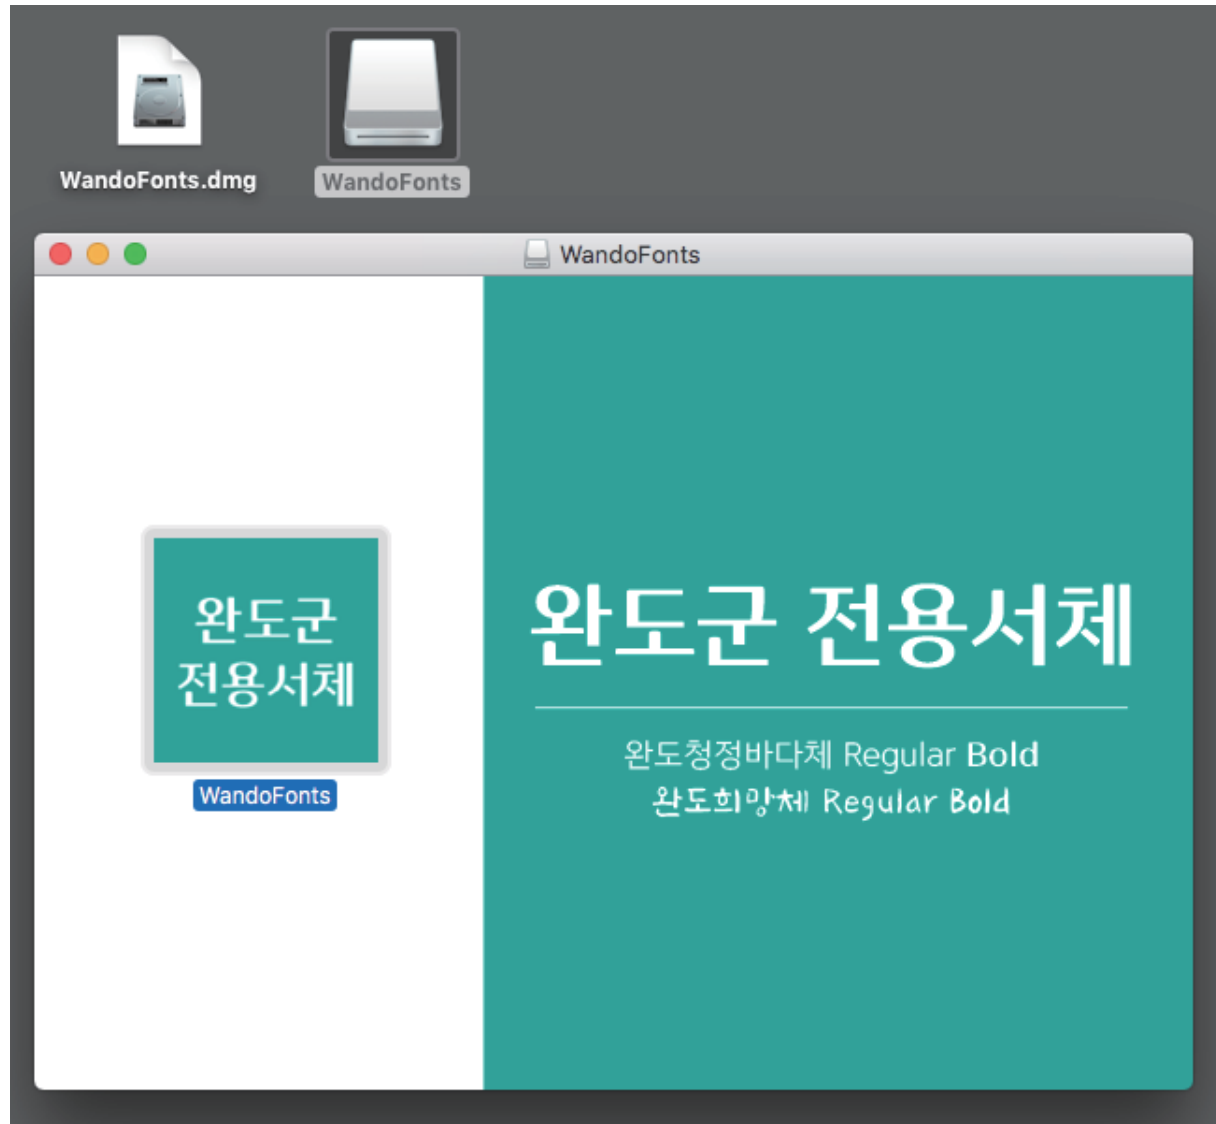 WandoFonts.dmg
WandoFonts
WandoFonts
완도군
전용서체
WandoFonts
완도군 전용서체
완도청정바다체 Regular Bold
완도희망체 Regular Bold